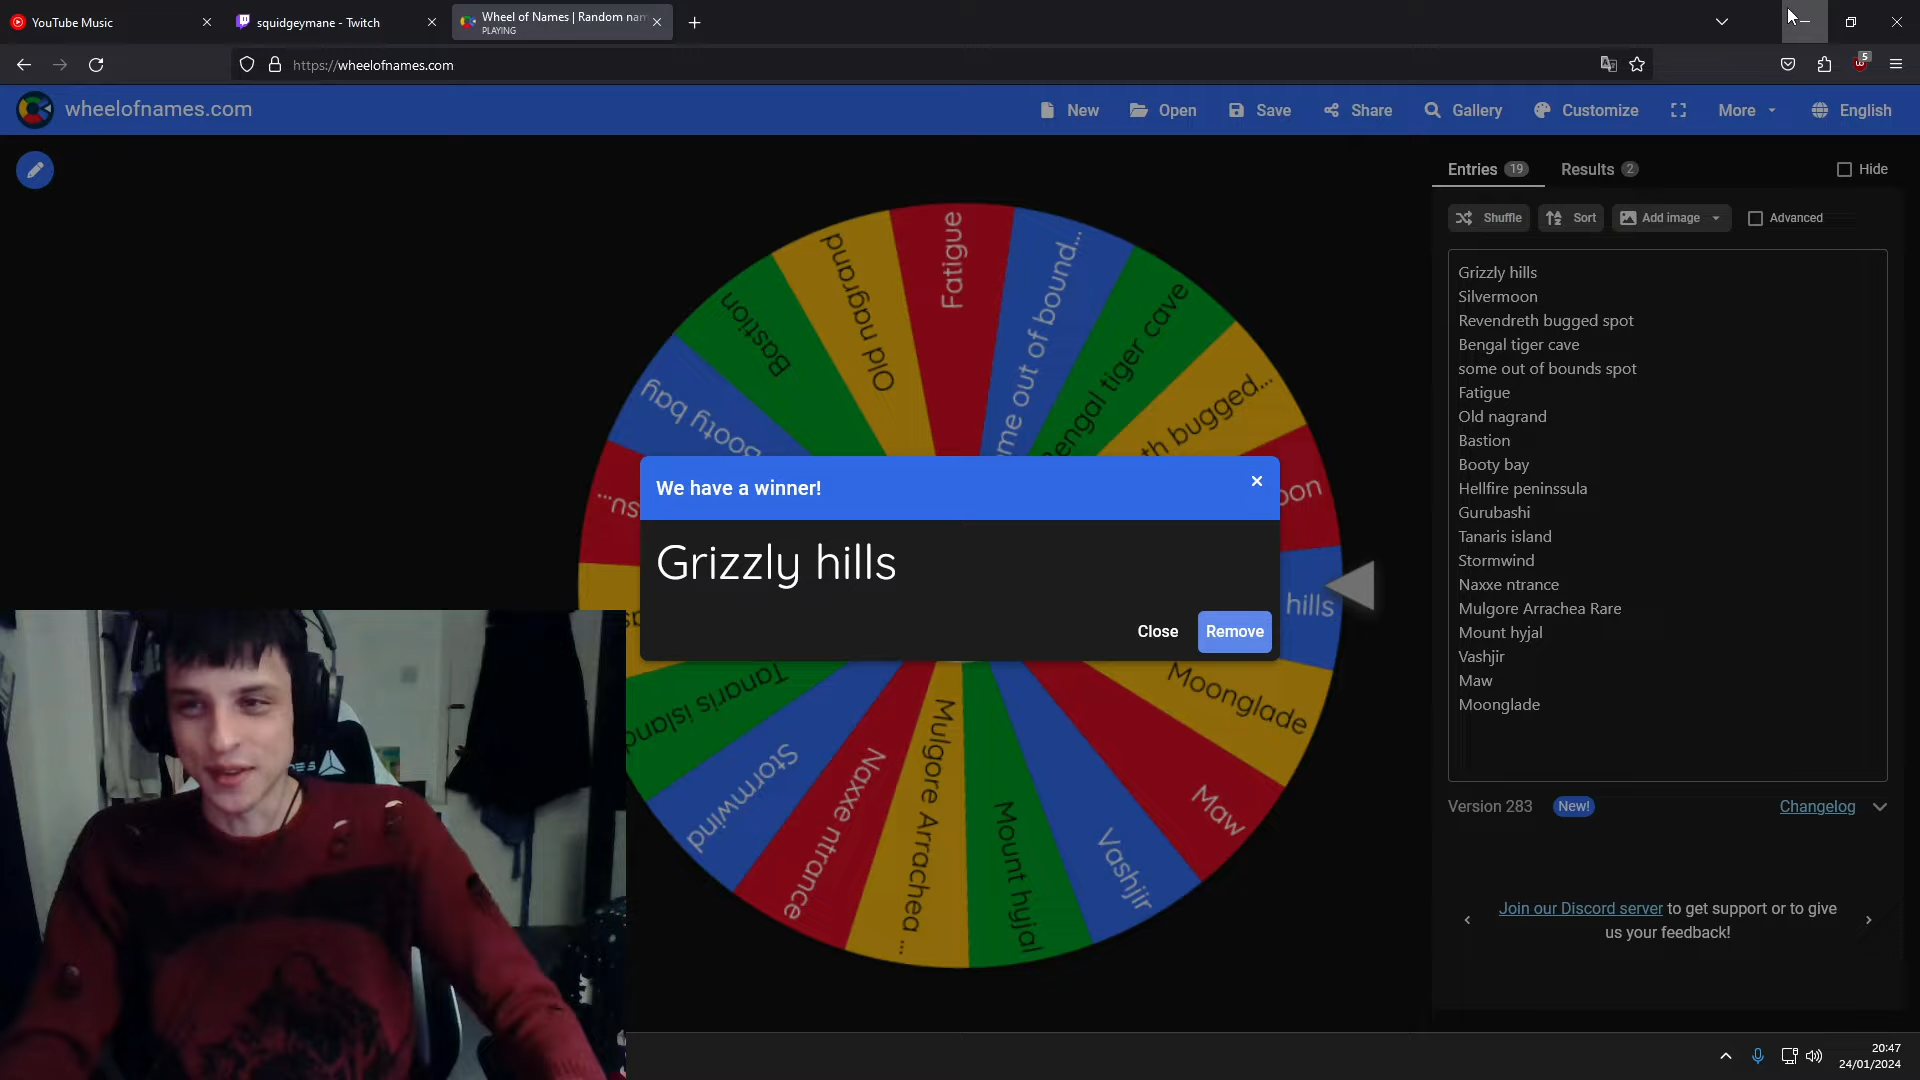 YouTube Music
squidgeymane - Twitch
Wheel of Names | Random nam
PLAYING
https://wheelofnames.com
5
wheelofnames.com
New
Open
Save
Share
Gallery
Customize
More
English
Entries 19
Results 2
Hide
Shuffle
Sort
Add image
Advanced
Grizzly hills
Silvermoon
Revendreth bugged spot
Bengal tiger cave
some out of bounds spot
Fatigue
Old nagrand
Bastion
Booty bay
Hellfire peninssula
Gurubashi
Tanaris island
Stormwind
Naxxe ntrance
Mulgore Arrachea Rare
Mount hyjal
Vashjir
Maw
Moonglade
Version 283
New!
Changelog
Join our Discord server to get support or to give
us your feedback!
Fatigue
me out of bound...
Bengal tiger cave
th bugged...
oon
hills
Moonglade
Maw
Vashjir
Mount hyjal
Mulgore Arrachea ...
Naxxe ntrance
Stormwind
Tanaris island
su...
Booty bay
Bastion
Old nagrand
We have a winner!
Grizzly hills
Close
Remove
20:47
24/01/2024